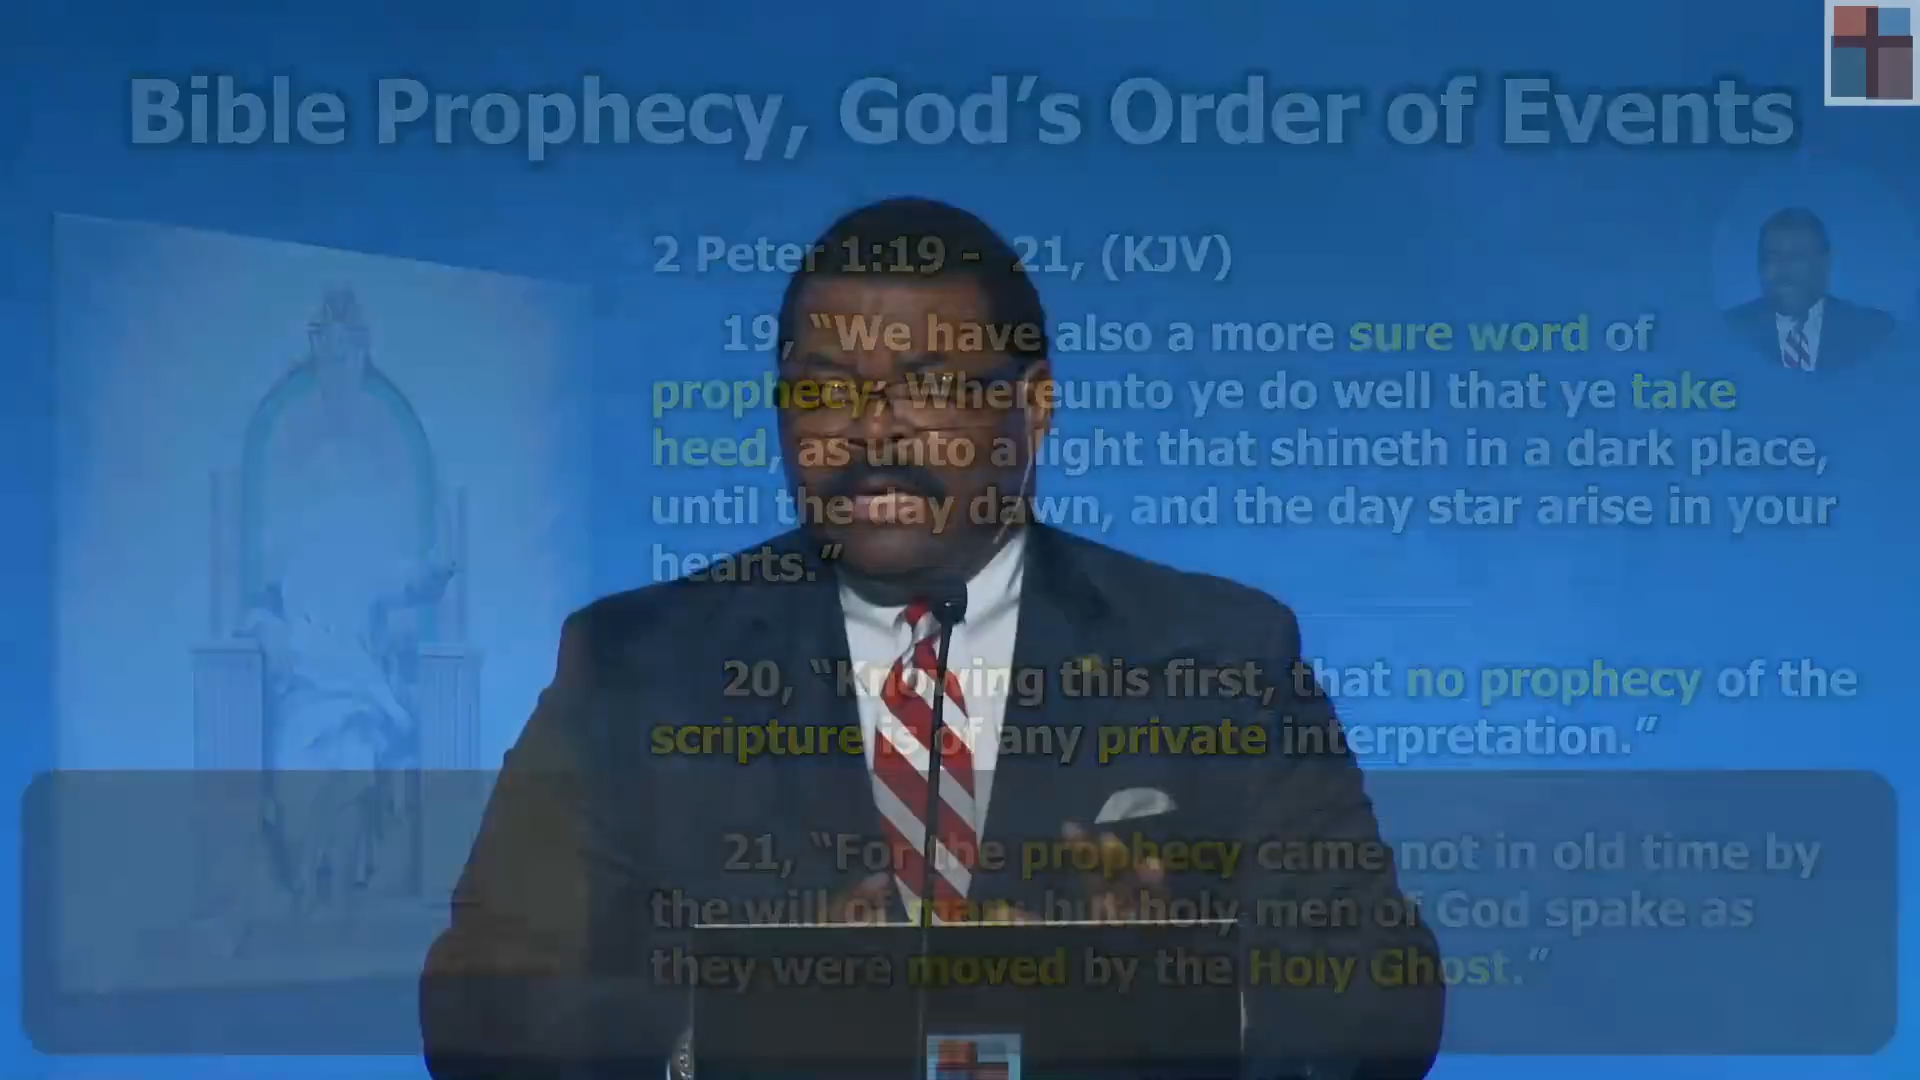 Bible Prophecy, God’s Order of Events
2 Peter 1:19 - 21, (KJV)
19, “We have also a more sure word of
prophecy; Whereunto ye do well that ye take
heed, as unto a light that shineth in a dark place,
until the day dawn, and the day star arise in your
hearts.”
20, “Knowing this first, that no prophecy of the
scripture is of any private interpretation.”
21, “For the prophecy came not in old time by
the will of man: but holy men of God spake as
they were moved by the Holy Ghost.”